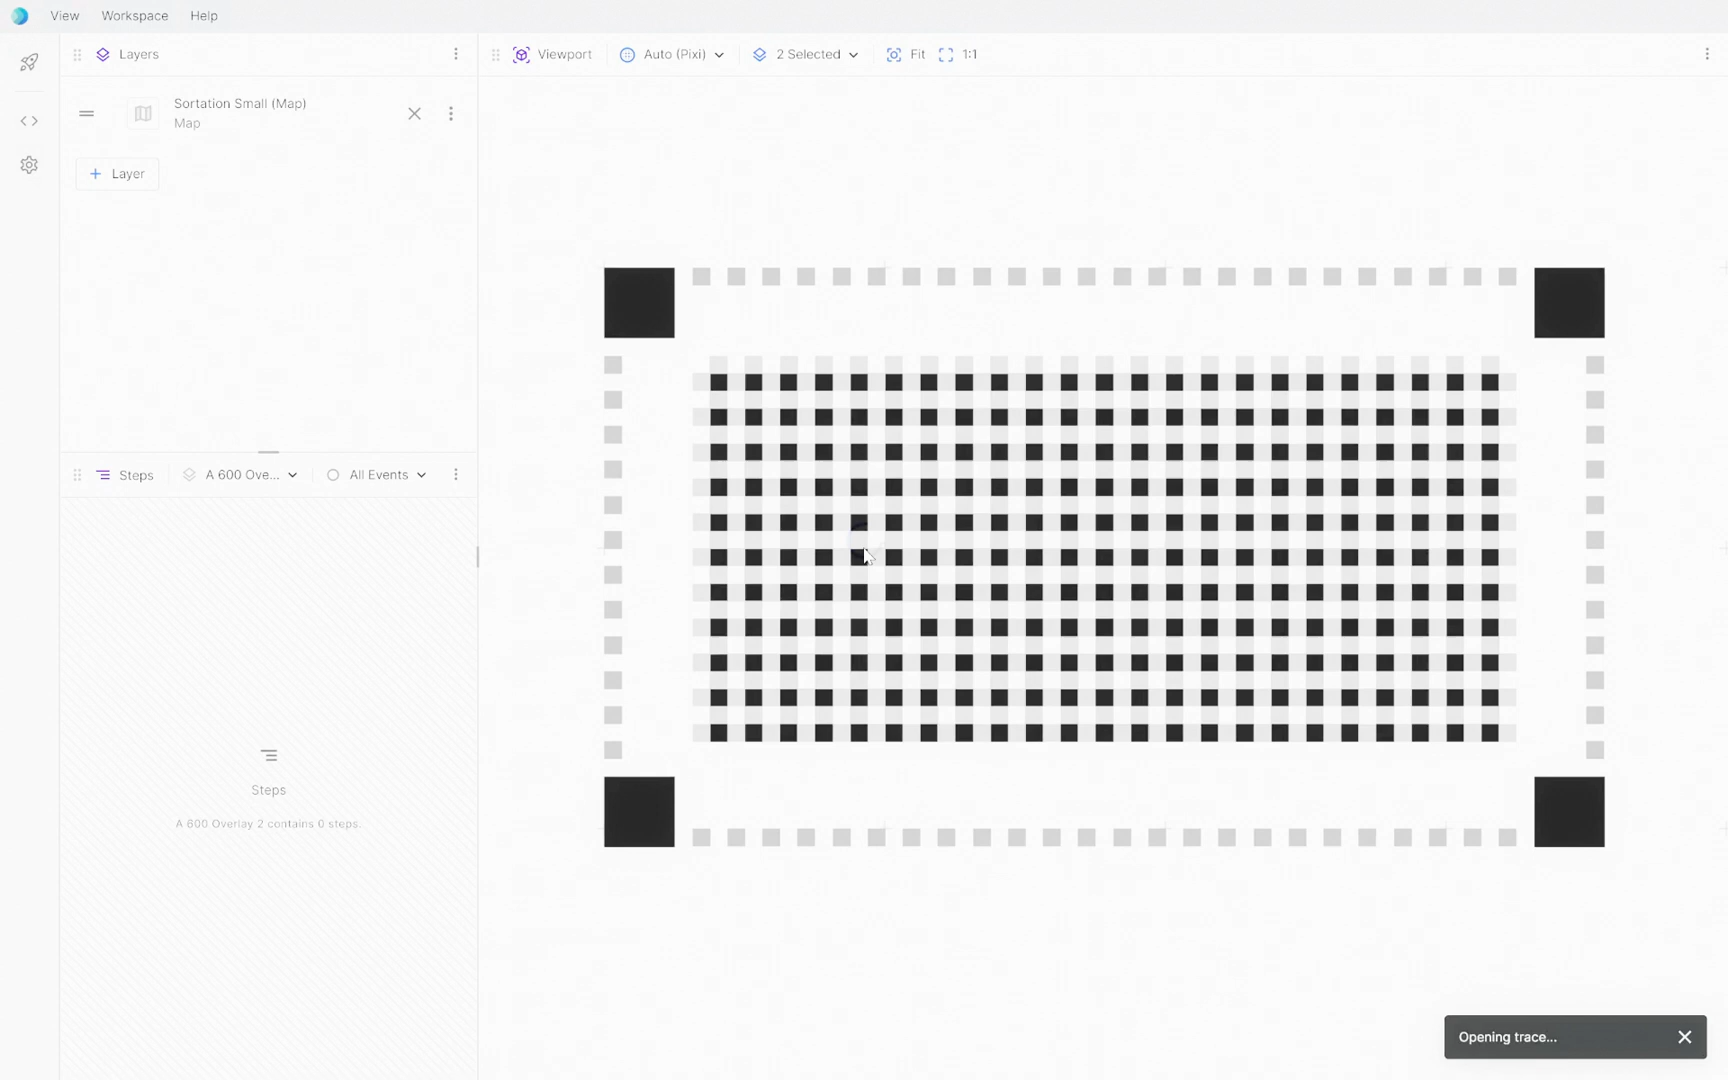 View Workspace Help
Layers
Viewport Auto (Pixi) 2 Selected Fit 1:1
Sortation Small (Map)
Map
+ Layer
Steps A 600 Ove... All Events
Steps
A 600 Overlay 2 contains 0 steps.
Opening trace...